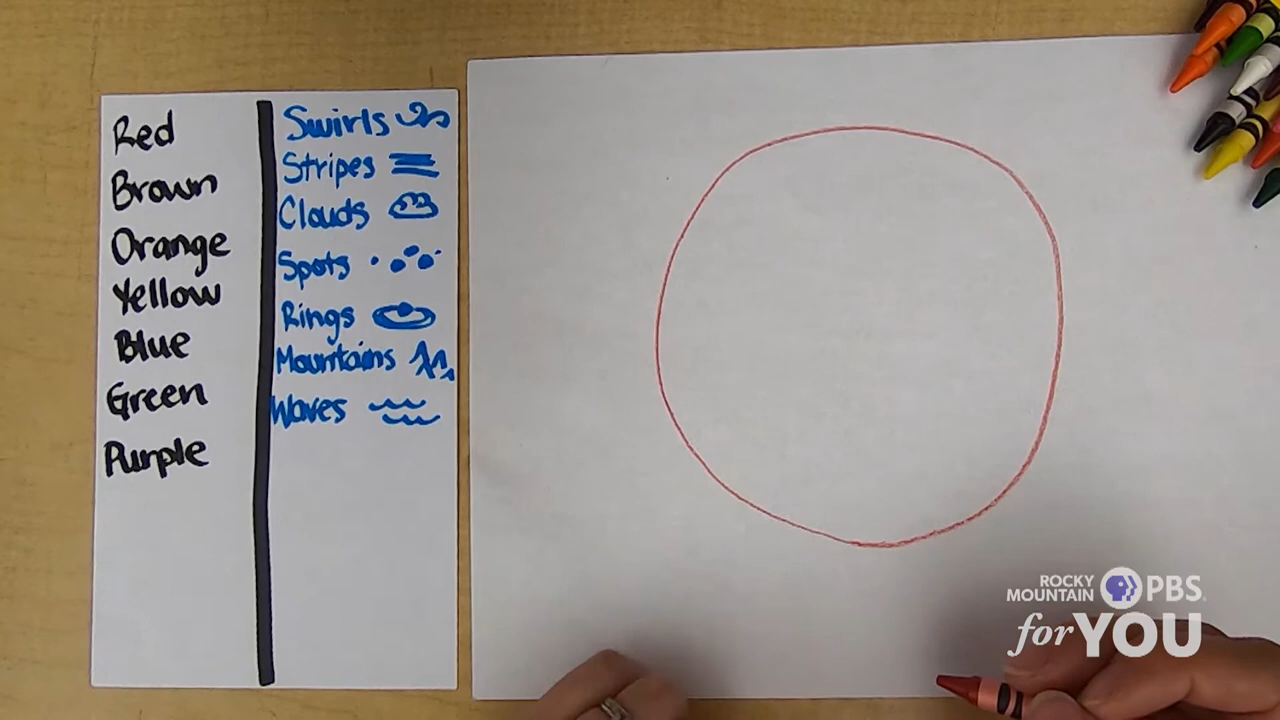 Red
Brown
Orange
Yellow
Blue
Green
Purple
Swirls
Stripes
Clouds
Spots
Rings
Mountains
Waves
ROCKY
MOUNTAIN PBS
for YOU